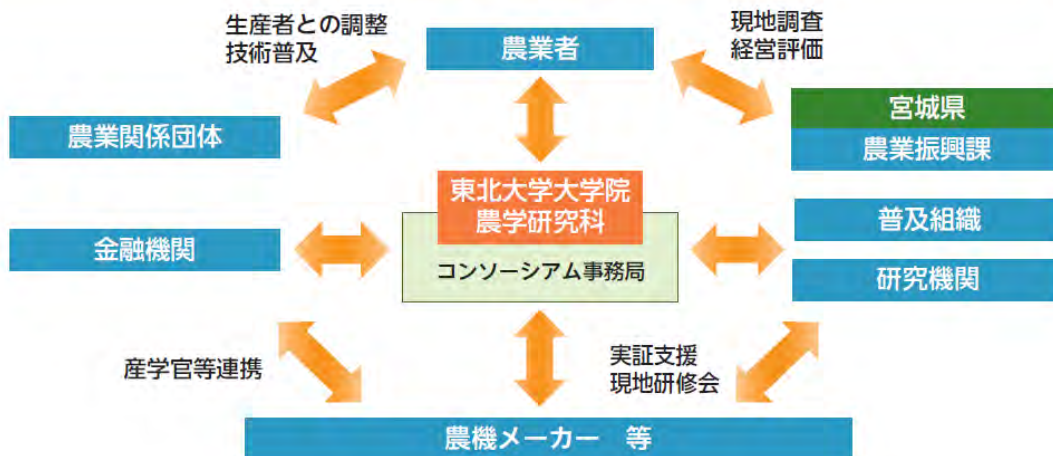 生産者との調整
技術普及
農業者
現地調査
経営評価
農業関係団体
宮城県
農業振興課
東北大学大学院
農学研究科
普及組織
金融機関
コンソーシアム事務局
研究機関
産学官等連携
実証支援
現地研修会
農機メーカー　等